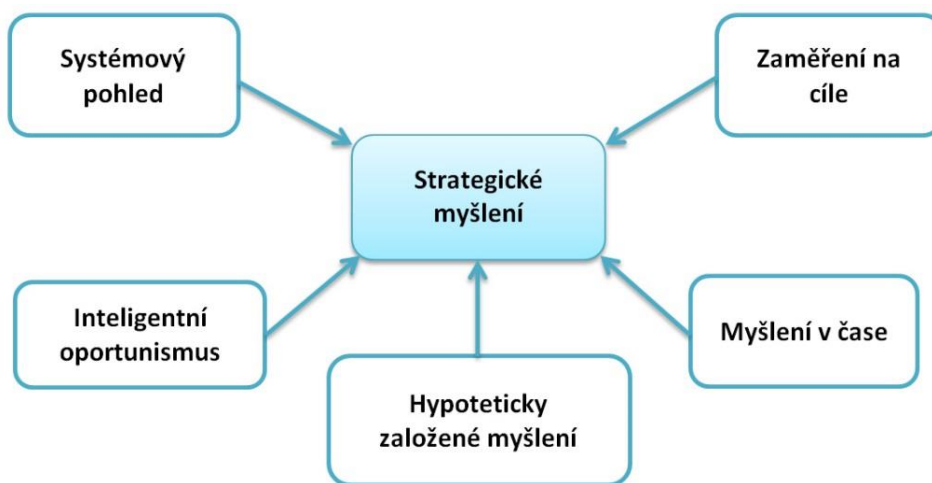 Systémový
pohled
Zaměření na
cíle
Strategické
myšlení
Inteligentní
oportunismus
Myšlení v čase
Hypoteticky
založené myšlení